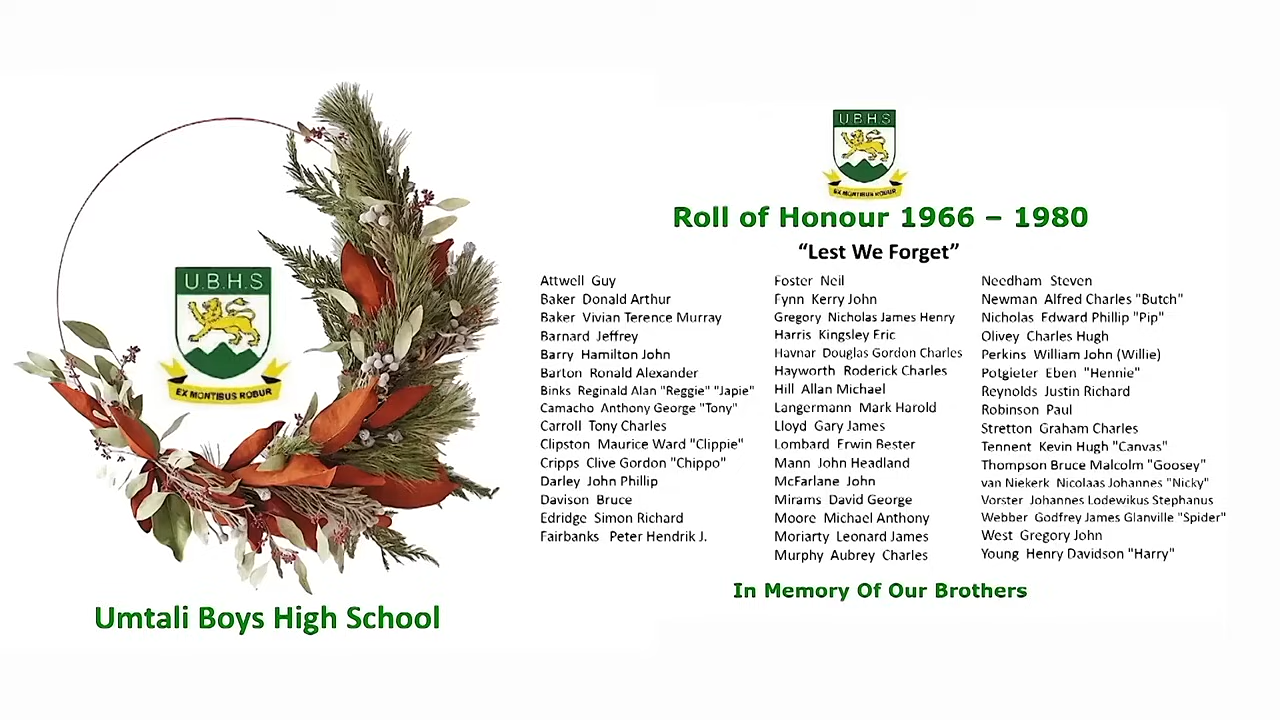 U.B.H.S
EX MONTIBUS ROBUR
Umtali Boys High School
U.B.H.S
EX MONTIBUS ROBUR
Roll of Honour 1966 – 1980
“Lest We Forget”
Attwell Guy
Baker Donald Arthur
Baker Vivian Terence Murray
Barnard Jeffrey
Barry Hamilton John
Barton Ronald Alexander
Binks Reginald Alan "Reggie" "Japie"
Camacho Anthony George "Tony"
Carroll Tony Charles
Clipston Maurice Ward "Clippie"
Cripps Clive Gordon "Chippo"
Darley John Phillip
Davison Bruce
Edridge Simon Richard
Fairbanks Peter Hendrik J.
Foster Neil
Fynn Kerry John
Gregory Nicholas James Henry
Harris Kingsley Eric
Havnar Douglas Gordon Charles
Hayworth Roderick Charles
Hill Allan Michael
Langermann Mark Harold
Lloyd Gary James
Lombard Erwin Bester
Mann John Headland
McFarlane John
Mirams David George
Moore Michael Anthony
Moriarty Leonard James
Murphy Aubrey Charles
Needham Steven
Newman Alfred Charles "Butch"
Nicholas Edward Phillip "Pip"
Olivey Charles Hugh
Perkins William John (Willie)
Potgieter Eben "Hennie"
Reynolds Justin Richard
Robinson Paul
Stretton Graham Charles
Tennent Kevin Hugh "Canvas"
Thompson Bruce Malcolm "Goosey"
van Niekerk Nicolaas Johannes "Nicky"
Vorster Johannes Lodewikus Stephanus
Webber Godfrey James Glanville "Spider"
West Gregory John
Young Henry Davidson "Harry"
In Memory Of Our Brothers